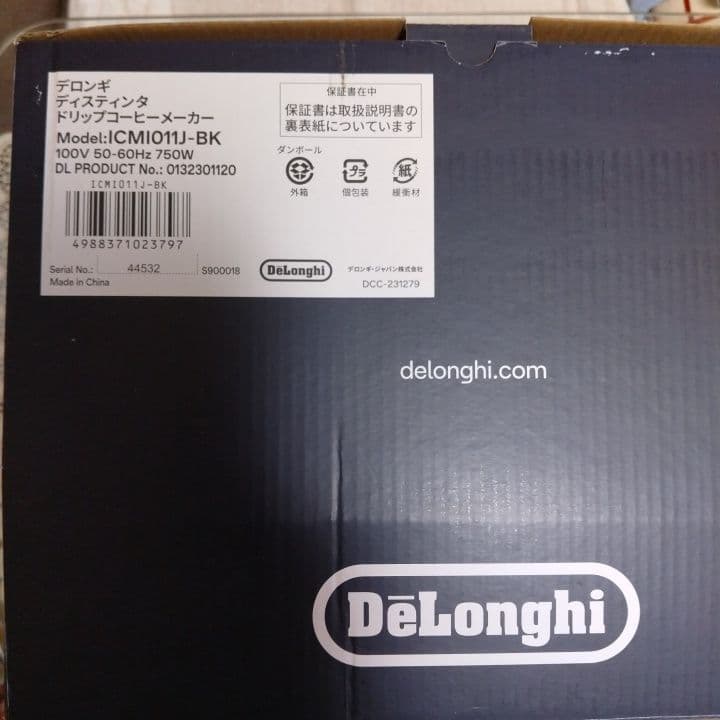 デロンギ
ディスティンタ
ドリップコーヒーメーカー
Model:ICMI011J-BK
100V 50-60Hz 750W
DL PRODUCT No.: 0132301120
ICMI011J-BK
4988371023797
Serial No.: 44532 S900018
Made in China
保証書在中
保証書は取扱説明書の
裏表紙についています
ダンボール
プラ 紙
外箱 個包装 緩衝材
DeLonghi デロンギ・ジャパン株式会社
DCC-231279
delonghi.com
DēLonghi